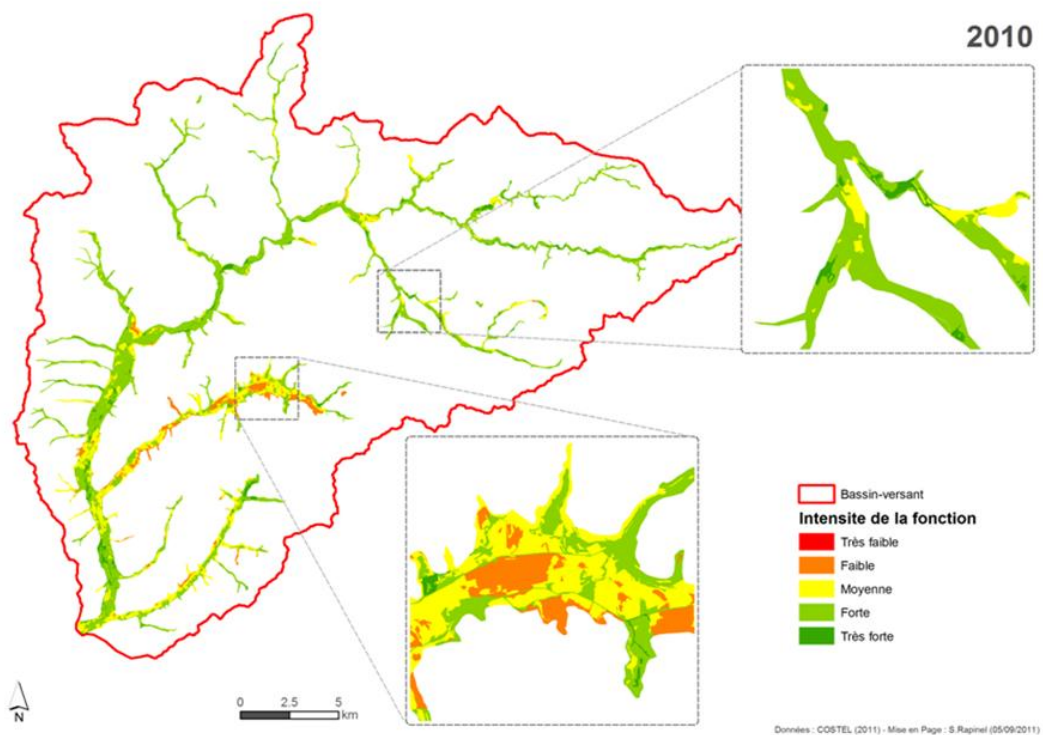 2010
Bassin-versant
Intensite de la fonction
Très faible
Faible
Moyenne
Forte
Très forte
N
0 2.5 5
km
Données : COSTEL (2011) - Mise en Page : S.Rapinel (05/09/2011)